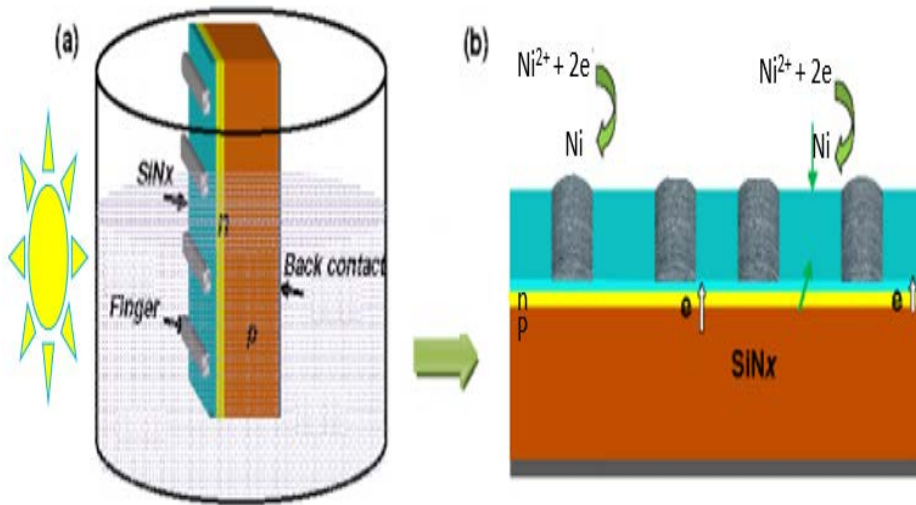 (a)
SiNx
n
Back contact
Finger
p
(b)
Ni²⁺ + 2e
Ni²⁺ + 2e
Ni
Ni
n
p
e
e
SiNx